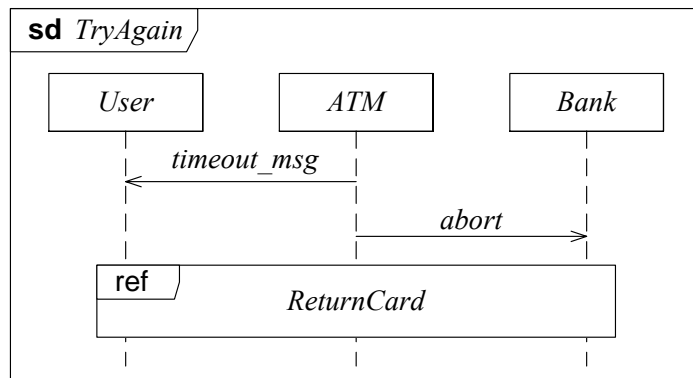 sd TryAgain
User ATM Bank
timeout_msg
abort
ref
ReturnCard